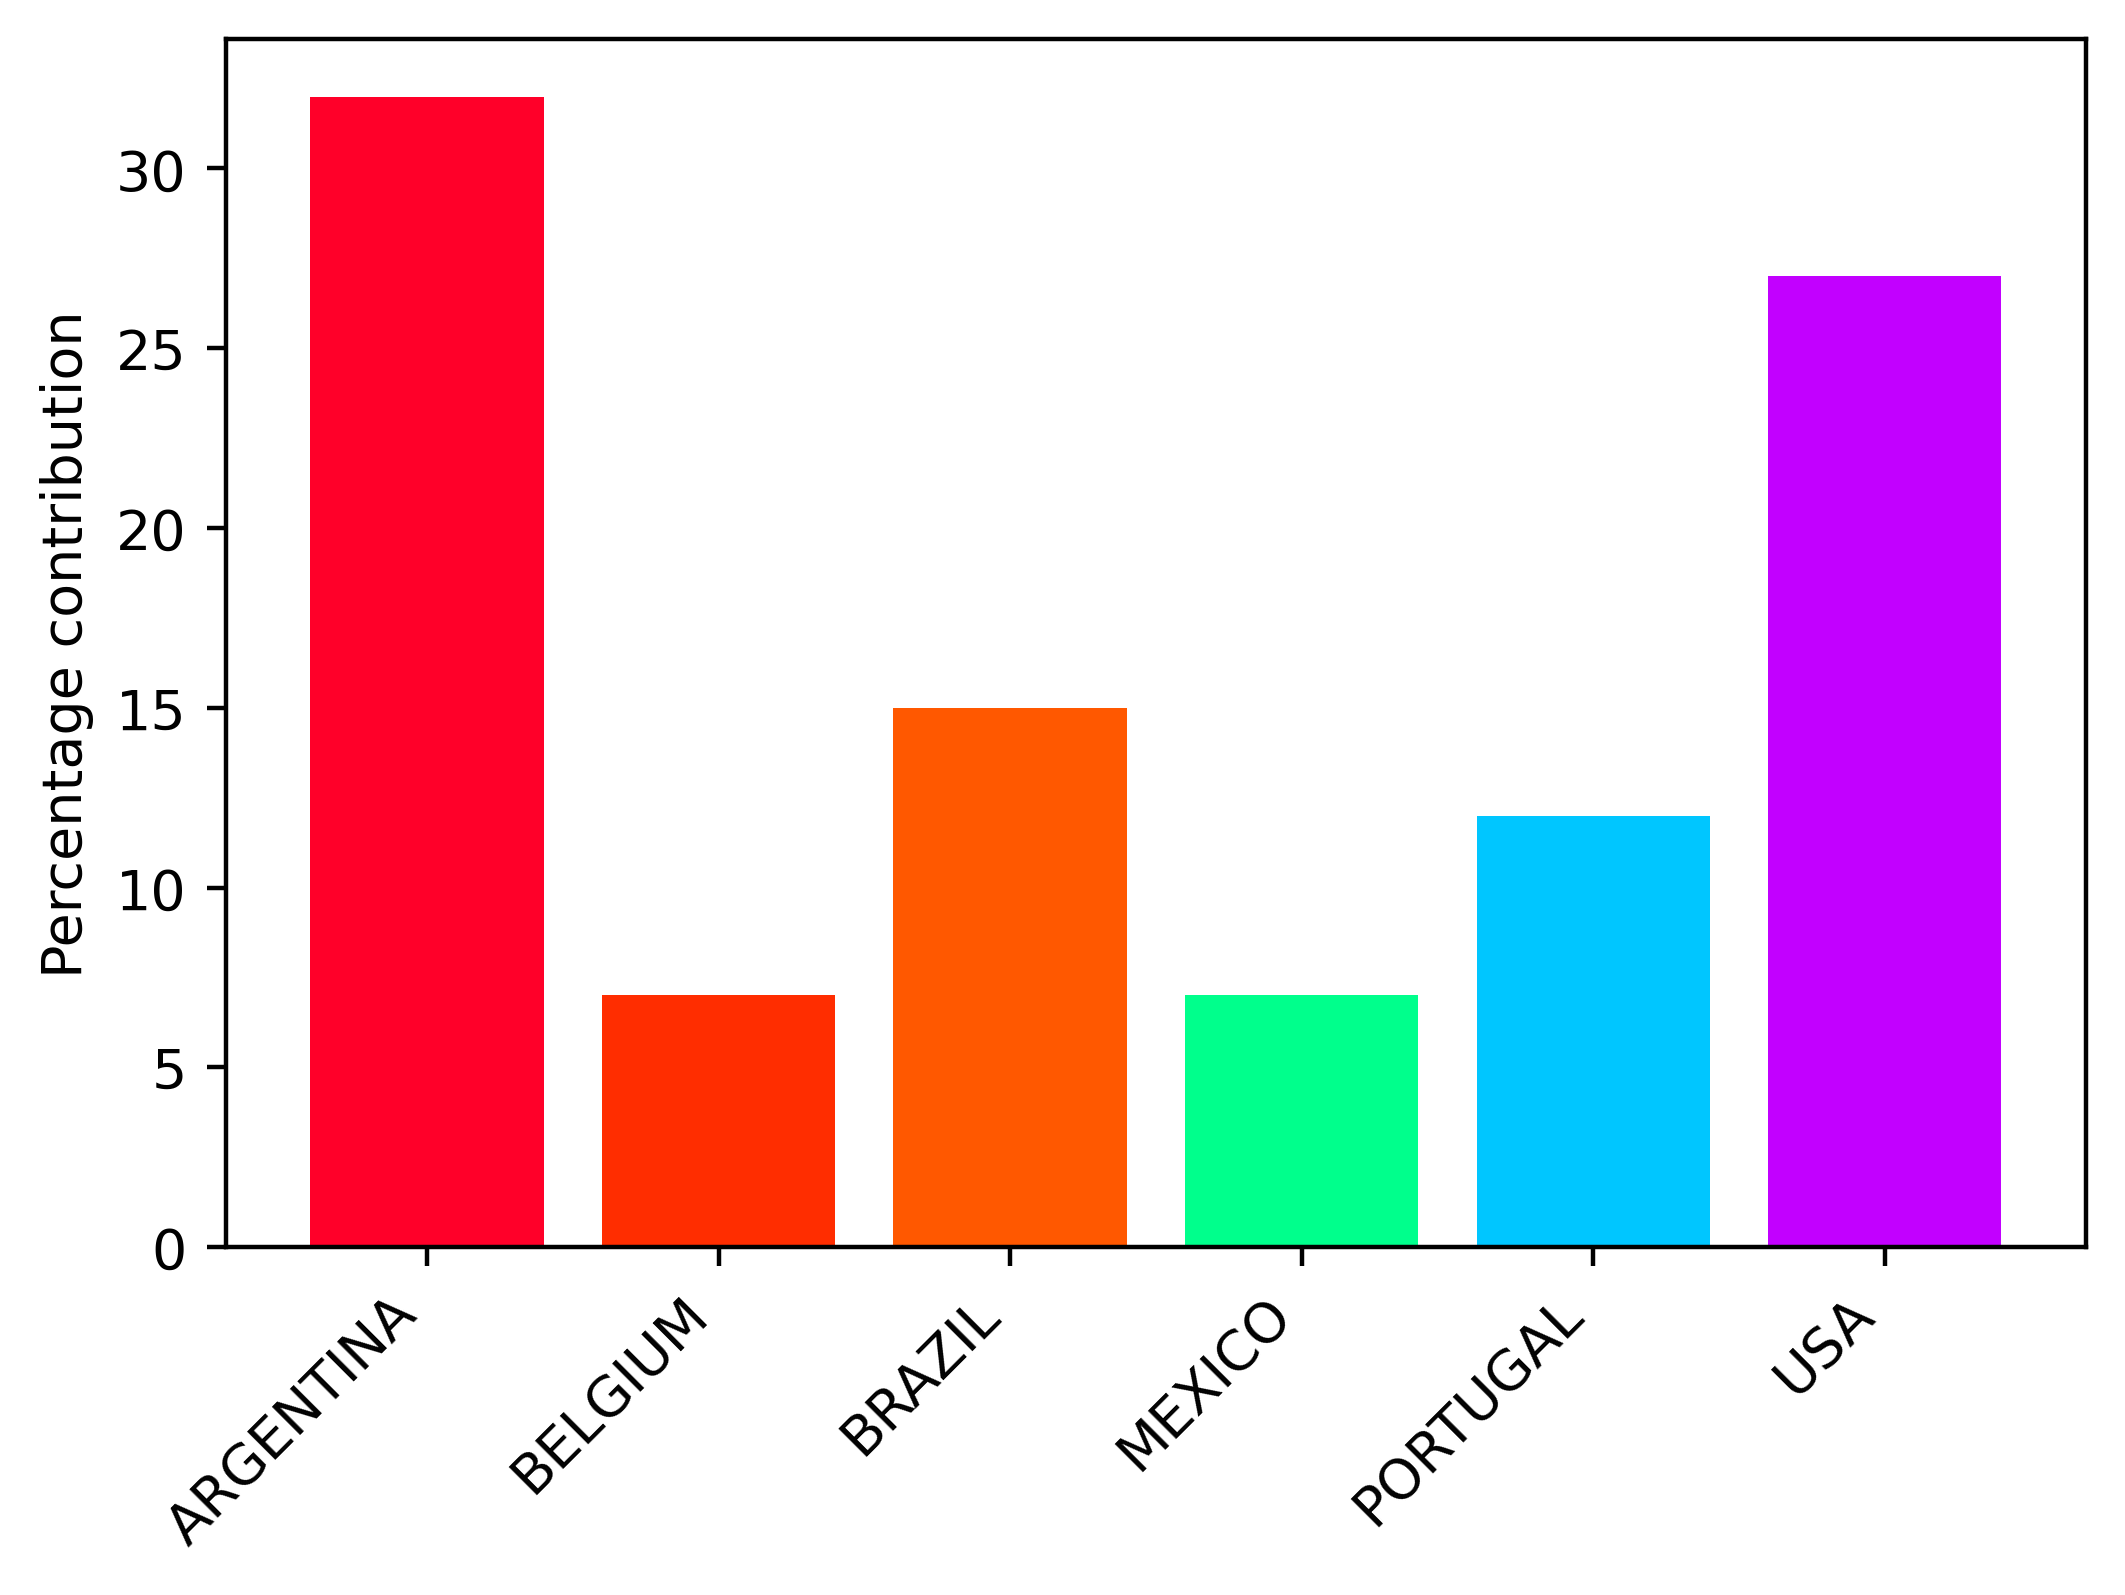 Percentage contribution
30
25
20
15
10
5
0
ARGENTINA
BELGIUM
BRAZIL
MEXICO
PORTUGAL
USA